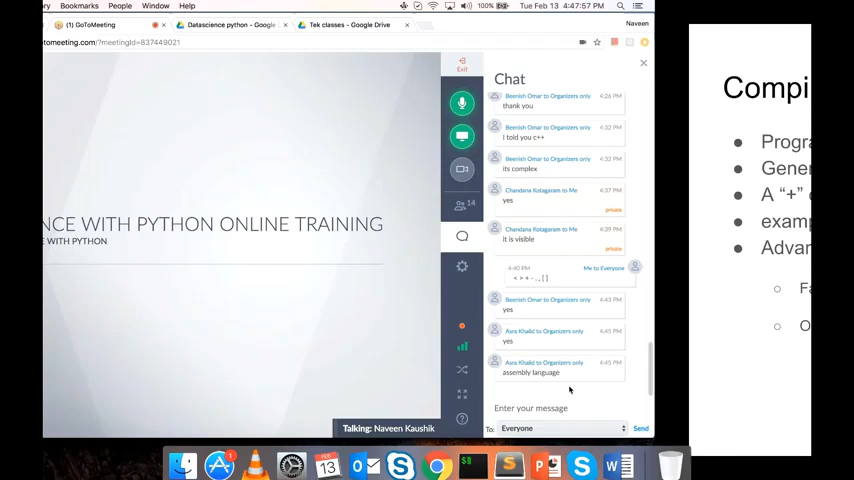 ry Bookmarks People Window Help 100% Tue Feb 13 4:47:57 PM
(1) GoToMeeting Datascience python - Google Tek classes - Google Drive Naveen
tomeeting.com/?meetingId=837449021
Exit
Chat
Beenish Omar to Organizers only 4:26 PM
thank you
Beenish Omar to Organizers only 4:32 PM
I told you c++
Beenish Omar to Organizers only 4:32 PM
its complex
Chandana Kotagaram to Me 4:37 PM
yes
private
14
Chandana Kotagaram to Me 4:39 PM
it is visible
private
4:40 PM Me to Everyone
< > + - . , [ ]
Beenish Omar to Organizers only 4:43 PM
yes
Asra Khalid to Organizers only 4:45 PM
yes
Asra Khalid to Organizers only 4:45 PM
assembly language
Enter your message
To: Everyone Send
NCE WITH PYTHON ONLINE TRAINING
E WITH PYTHON
Talking: Naveen Kaushik
Compi
Progra
Gener
A “+”
examp
Advan
Fa
O
FEB
13
1